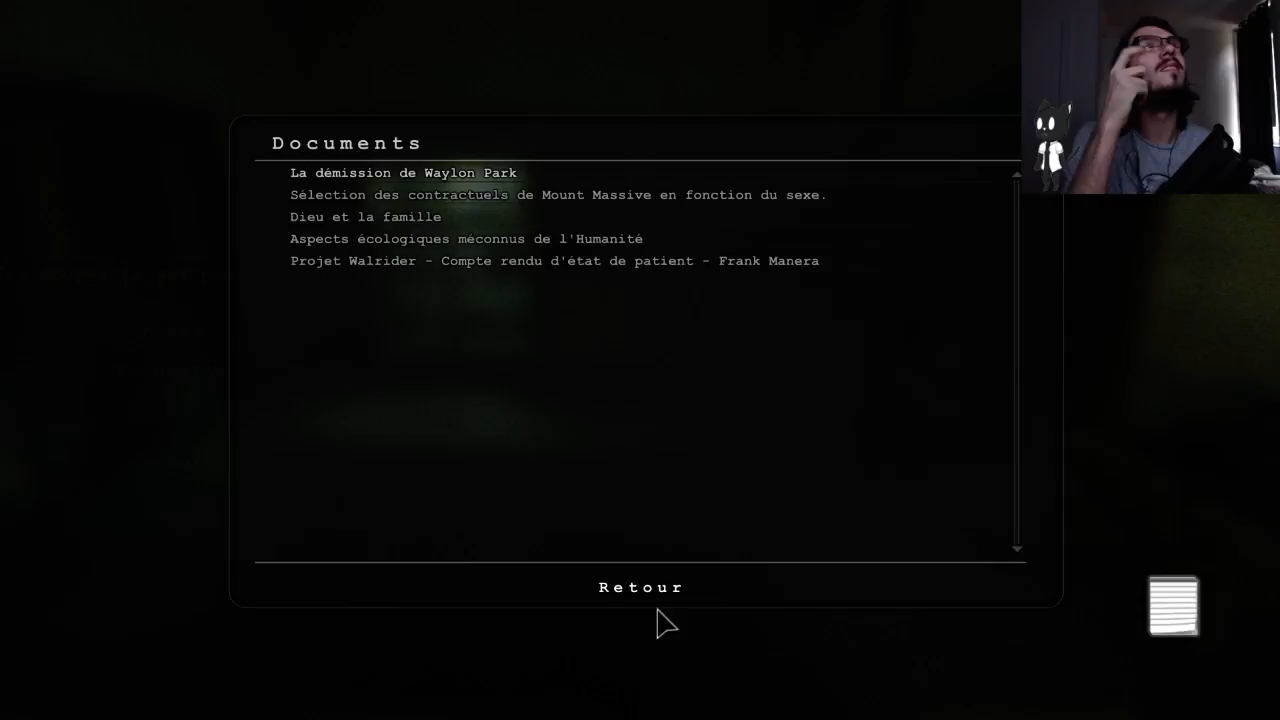 Documents
La démission de Waylon Park
Sélection des contractuels de Mount Massive en fonction du sexe.
Dieu et la famille
Aspects écologiques méconnus de l'Humanité
Projet Walrider - Compte rendu d'état de patient - Frank Manera
Retour